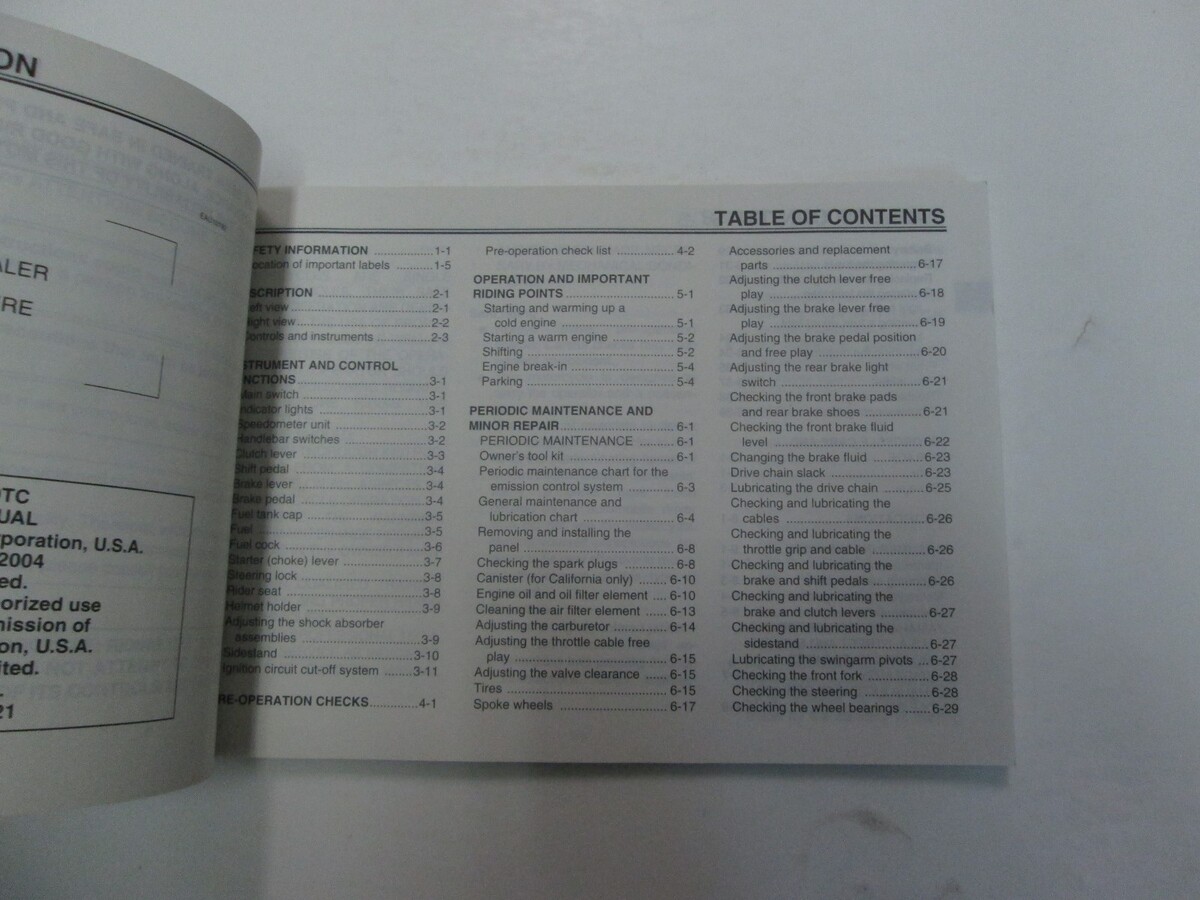 ON
ALER
RE
OTC
UAL
rporation, U.S.A.
2004
ed.
orized use
nission of
on, U.S.A.
ited.
21
TABLE OF CONTENTS
FETY INFORMATION ..................1-1
ocation of important labels ...........1-5
SCRIPTION ..................2-1
eft view..................2-1
ight view..................2-2
ontrols and instruments ..................2-3
STRUMENT AND CONTROL
NCTIONS..................3-1
Main switch ..................3-1
Indicator lights ..................3-1
Speedometer unit ..................3-2
Handlebar switches ..................3-2
Clutch lever ..................3-3
Shift pedal ..................3-4
Brake lever ..................3-4
Brake pedal ..................3-4
Fuel tank cap ..................3-5
Fuel ..................3-5
Fuel cock ..................3-6
Starter (choke) lever ..................3-7
Steering lock ..................3-8
Rider seat ..................3-8
Helmet holder ..................3-9
Adjusting the shock absorber
assemblies ..................3-9
Sidestand ..................3-10
Ignition circuit cut-off system ........3-11
RE-OPERATION CHECKS..............4-1
Pre-operation check list ..................4-2
OPERATION AND IMPORTANT
RIDING POINTS ..................5-1
Starting and warming up a
cold engine ..................5-1
Starting a warm engine ..................5-2
Shifting ..................5-2
Engine break-in ..................5-4
Parking ..................5-4
PERIODIC MAINTENANCE AND
MINOR REPAIR..................6-1
PERIODIC MAINTENANCE ..........6-1
Owner's tool kit ..................6-1
Periodic maintenance chart for the
emission control system .............6-3
General maintenance and
lubrication chart ..................6-4
Removing and installing the
panel ..................6-8
Checking the spark plugs .............6-8
Canister (for California only) ........6-10
Engine oil and oil filter element ....6-10
Cleaning the air filter element .....6-13
Adjusting the carburetor ..............6-14
Adjusting the throttle cable free
play ..................6-15
Adjusting the valve clearance ......6-15
Tires ..................6-15
Spoke wheels ..................6-17
Accessories and replacement
parts ..................6-17
Adjusting the clutch lever free
play ..................6-18
Adjusting the brake lever free
play ..................6-19
Adjusting the brake pedal position
and free play ..................6-20
Adjusting the rear brake light
switch ..................6-21
Checking the front brake pads
and rear brake shoes ..............6-21
Checking the front brake fluid
level ..................6-22
Changing the brake fluid ............6-23
Drive chain slack ..................6-23
Lubricating the drive chain .........6-25
Checking and lubricating the
cables ..................6-26
Checking and lubricating the
throttle grip and cable .............6-26
Checking and lubricating the
brake and shift pedals .............6-26
Checking and lubricating the
brake and clutch levers ............6-27
Checking and lubricating the
sidestand ..................6-27
Lubricating the swingarm pivots ...6-27
Checking the front fork ................6-28
Checking the steering .................6-28
Checking the wheel bearings .......6-29